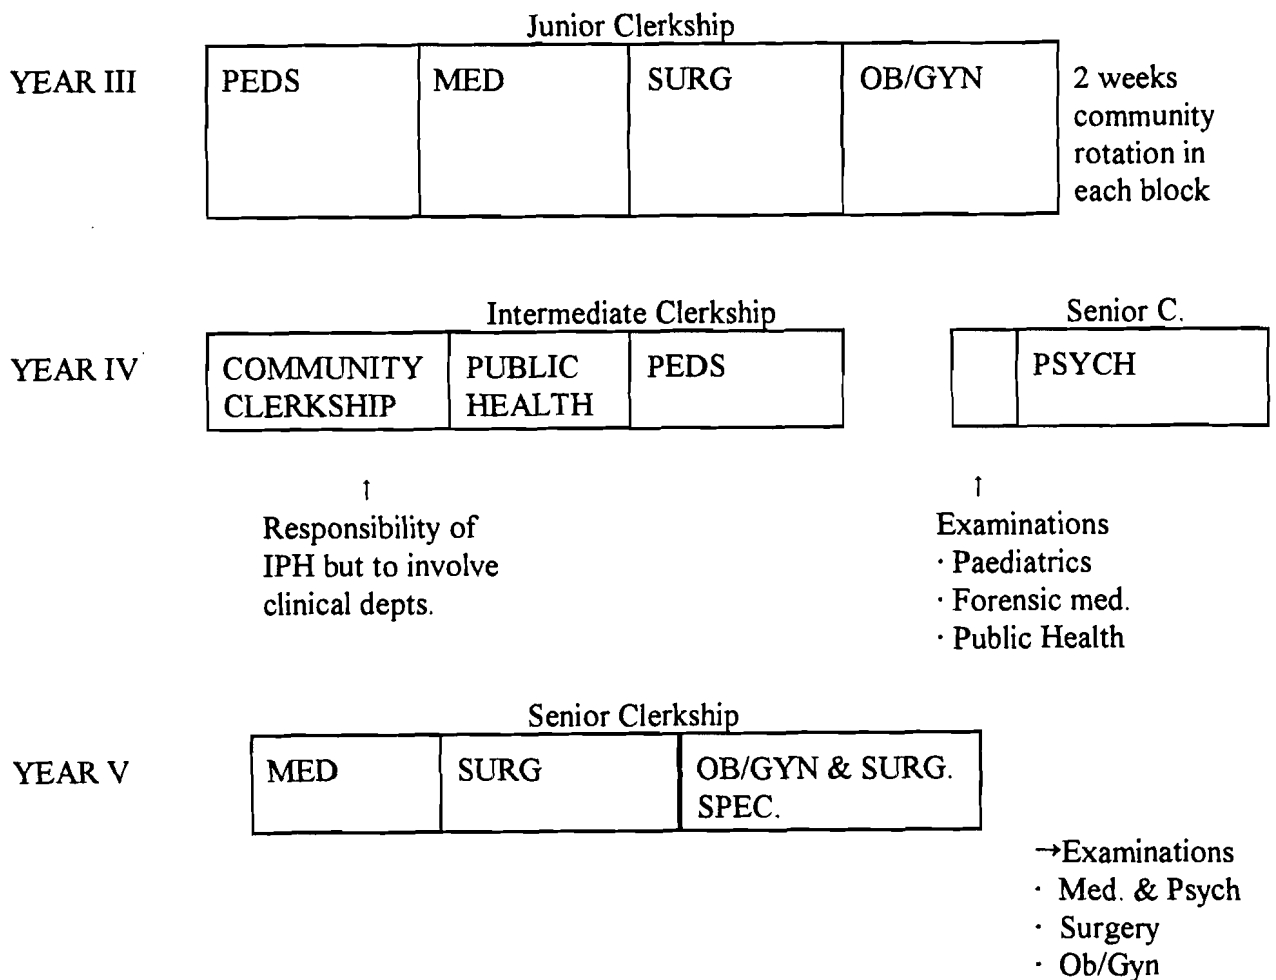 Junior Clerkship
YEAR III
PEDS
MED
SURG
OB/GYN
2 weeks
community
rotation in
each block
Intermediate Clerkship
Senior C.
YEAR IV
COMMUNITY
CLERKSHIP
PUBLIC
HEALTH
PEDS
PSYCH
↑
Responsibility of
IPH but to involve
clinical depts.
↑
Examinations
· Paediatrics
· Forensic med.
· Public Health
Senior Clerkship
YEAR V
MED
SURG
OB/GYN & SURG.
SPEC.
→Examinations
· Med. & Psych
· Surgery
· Ob/Gyn